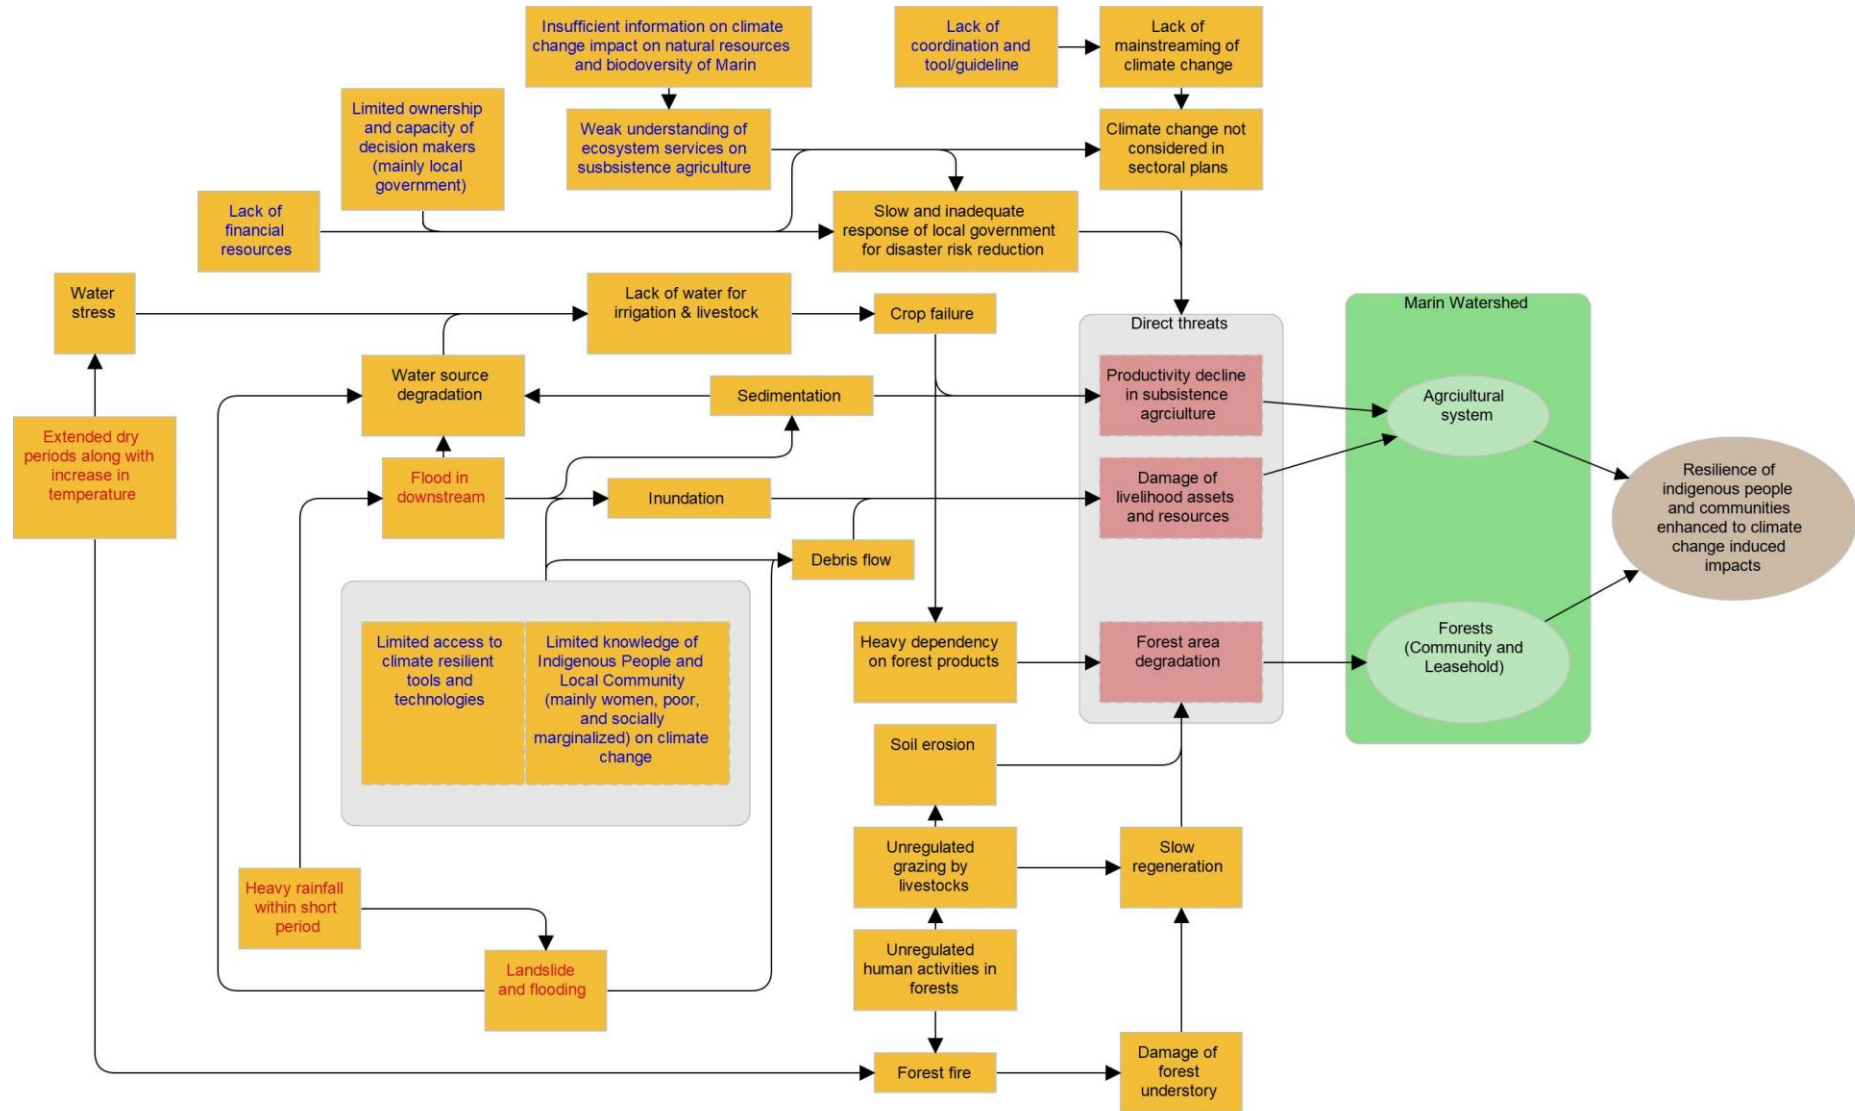 Insufficient information on climate
change impact on natural resources
and biodoversity of Marin
Lack of
coordination and
tool/guideline
Lack of
mainstreaming of
climate change
Limited ownership
and capacity of
decision makers
(mainly local
government)
Weak understanding of
ecosystem services on
susbsistence agriculture
Climate change not
considered in
sectoral plans
Lack of
financial
resources
Slow and inadequate
response of local government
for disaster risk reduction
Water
stress
Lack of water for
irrigation & livestock
Crop failure
Direct threats
Marin Watershed
Water source
degradation
Sedimentation
Productivity decline
in subsistence
agrciulture
Agrciultural
system
Extended dry
periods along with
increase in
temperature
Flood in
downstream
Inundation
Damage of
livelihood assets
and resources
Resilience of
indigenous people
and communities
enhanced to climate
change induced
impacts
Debris flow
Limited access to
climate resilient
tools and
technologies
Limited knowledge of
Indigenous People and
Local Community
(mainly women, poor,
and socially
marginalized) on climate
change
Heavy dependency
on forest products
Forest area
degradation
Forests
(Community and
Leasehold)
Soil erosion
Unregulated
grazing by
livestocks
Slow
regeneration
Heavy rainfall
within short
period
Landslide
and flooding
Unregulated
human activities in
forests
Forest fire
Damage of
forest
understory